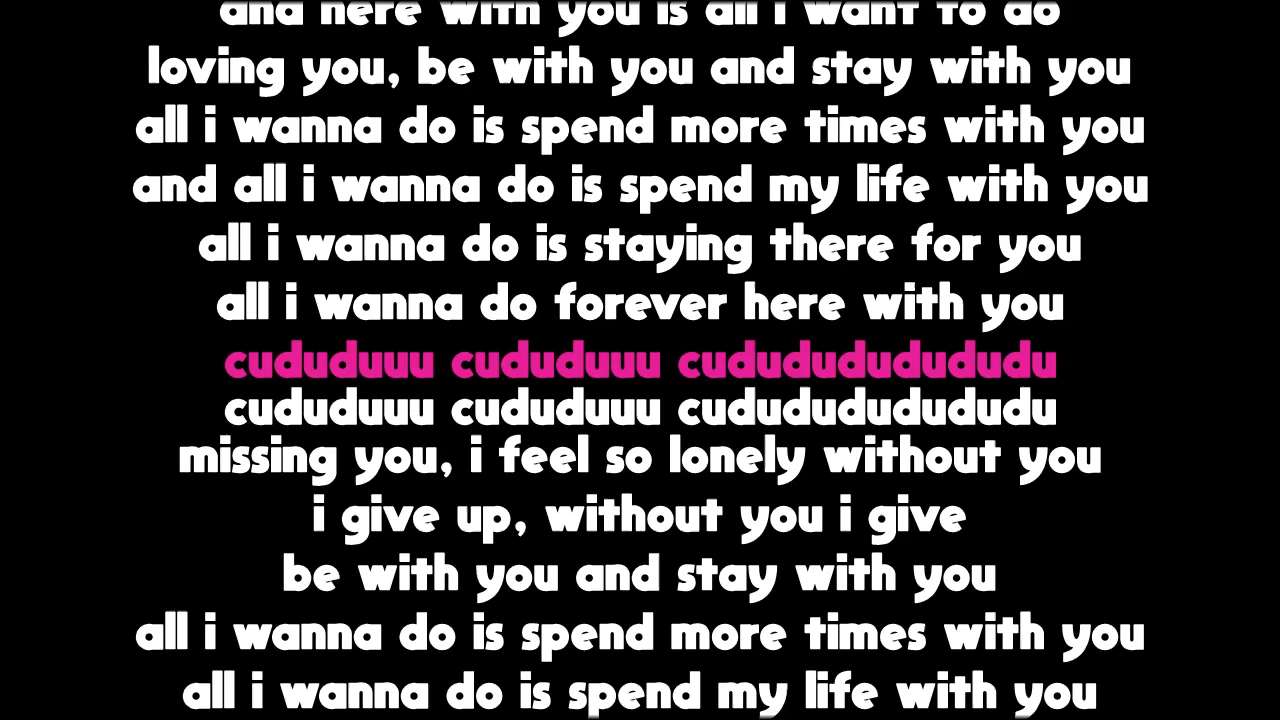 and here with you is all i want to do
loving you, be with you and stay with you
all i wanna do is spend more times with you
and all i wanna do is spend my life with you
all i wanna do is staying there for you
all i wanna do forever here with you
cududuuu cududuuu cududududududu
cududuuu cududuuu cududududududu
missing you, i feel so lonely without you
i give up, without you i give
be with you and stay with you
all i wanna do is spend more times with you
all i wanna do is spend my life with you